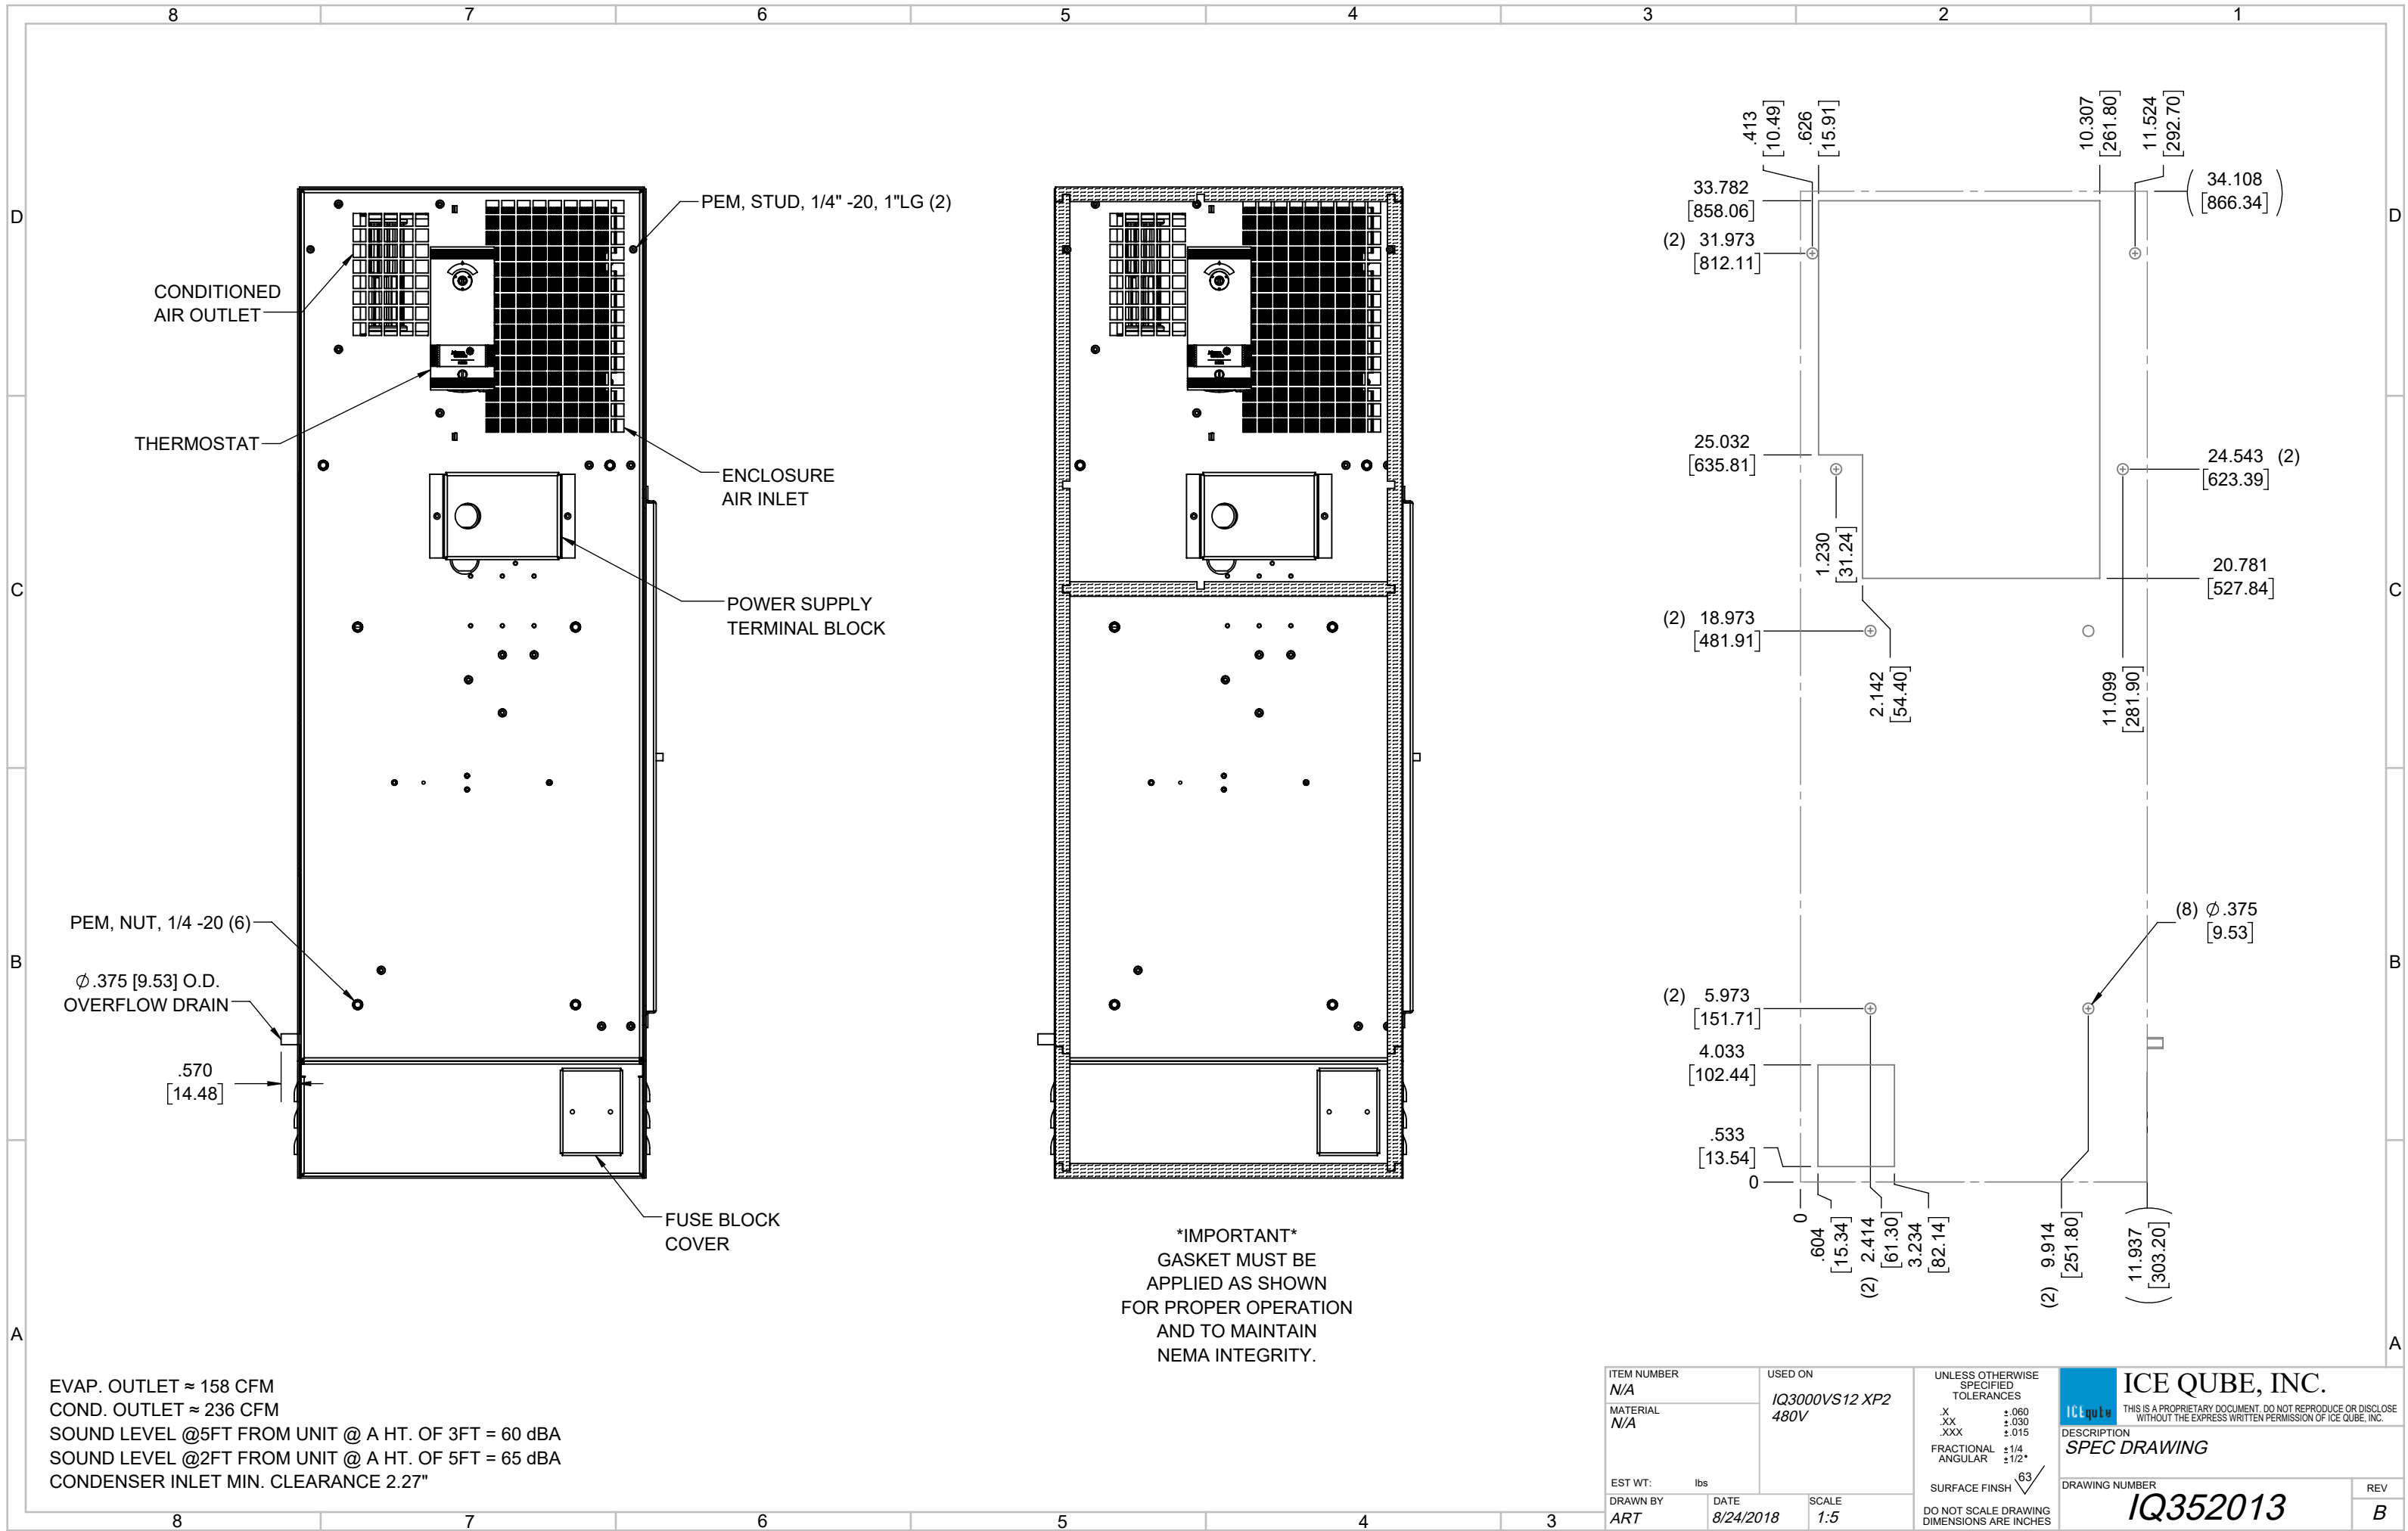 8 7 6 5 4 3 2 1
D
C
B
A
CONDITIONED
AIR OUTLET
THERMOSTAT
PEM, STUD, 1/4" -20, 1"LG (2)
ENCLOSURE
AIR INLET
POWER SUPPLY
TERMINAL BLOCK
PEM, NUT, 1/4 -20 (6)
∅.375 [9.53] O.D.
OVERFLOW DRAIN
.570
[14.48]
FUSE BLOCK
COVER
*IMPORTANT*
GASKET MUST BE
APPLIED AS SHOWN
FOR PROPER OPERATION
AND TO MAINTAIN
NEMA INTEGRITY.
.413
[10.49]
.626
[15.91]
10.307
[261.80]
11.524
[292.70]
33.782
[858.06]
(34.108
[866.34])
(2) 31.973
[812.11]
25.032
[635.81]
24.543 (2)
[623.39]
1.230
[31.24]
20.781
[527.84]
(2) 18.973
[481.91]
2.142
[54.40]
11.099
[281.90]
(8) ∅.375
[9.53]
(2) 5.973
[151.71]
4.033
[102.44]
.533
[13.54]
0
0
.604
[15.34]
(2) 2.414
[61.30]
3.234
[82.14]
(2) 9.914
[251.80]
(11.937
[303.20])
EVAP. OUTLET ≈ 158 CFM
COND. OUTLET ≈ 236 CFM
SOUND LEVEL @5FT FROM UNIT @ A HT. OF 3FT = 60 dBA
SOUND LEVEL @2FT FROM UNIT @ A HT. OF 5FT = 65 dBA
CONDENSER INLET MIN. CLEARANCE 2.27"
ITEM NUMBER
N/A
MATERIAL
N/A
EST WT: lbs
USED ON
IQ3000VS12 XP2
480V
DRAWN BY
ART
DATE
8/24/2018
SCALE
1:5
UNLESS OTHERWISE
SPECIFIED
TOLERANCES
.X ±.060
.XX ±.030
.XXX ±.015
FRACTIONAL ±1/4
ANGULAR ±1/2°
SURFACE FINSH 63
DO NOT SCALE DRAWING
DIMENSIONS ARE INCHES
ICEqube
ICE QUBE, INC.
THIS IS A PROPRIETARY DOCUMENT. DO NOT REPRODUCE OR DISCLOSE
WITHOUT THE EXPRESS WRITTEN PERMISSION OF ICE QUBE, INC.
DESCRIPTION
SPEC DRAWING
DRAWING NUMBER
IQ352013
REV
B
8 7 6 5 4 3
D
C
B
A